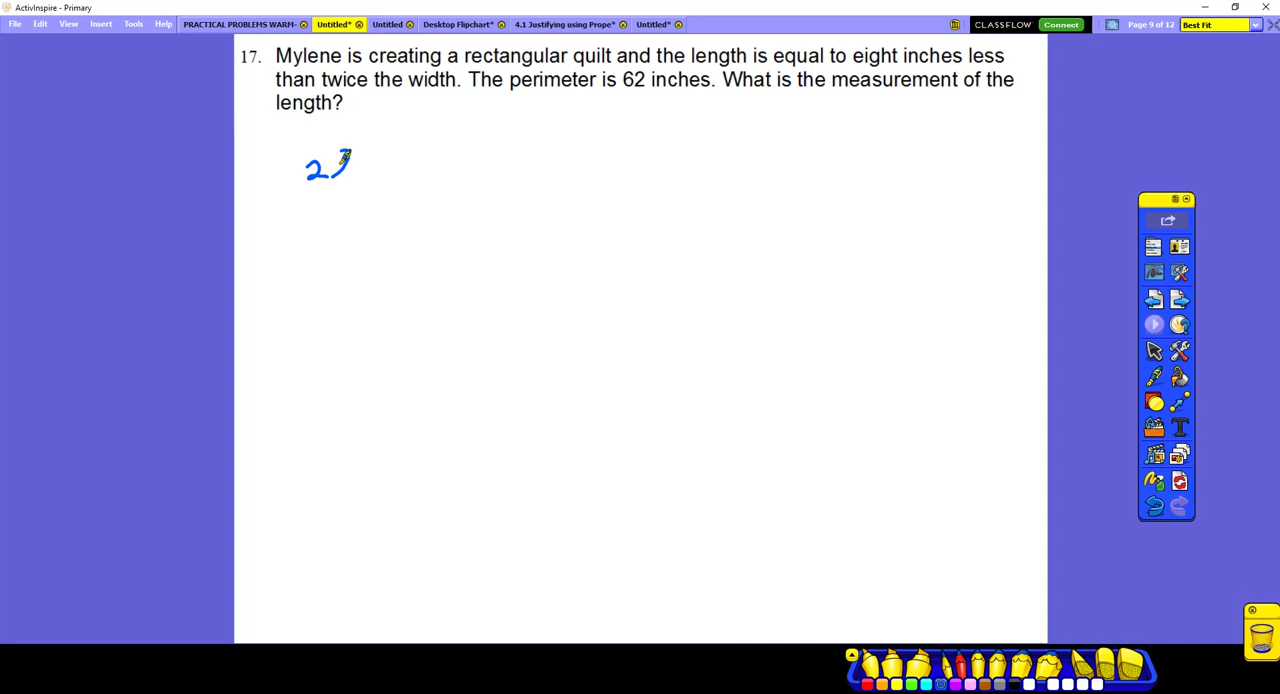 ActivInspire - Primary
File Edit View Insert Tools Help PRACTICAL PROBLEMS WARM- Untitled* Untitled Desktop Flipchart* 4.1 Justifying using Prope* Untitled* CLASSFLOW Connect Page 9 of 12 Best Fit
17. Mylene is creating a rectangular quilt and the length is equal to eight inches less
than twice the width. The perimeter is 62 inches. What is the measurement of the
length?
2